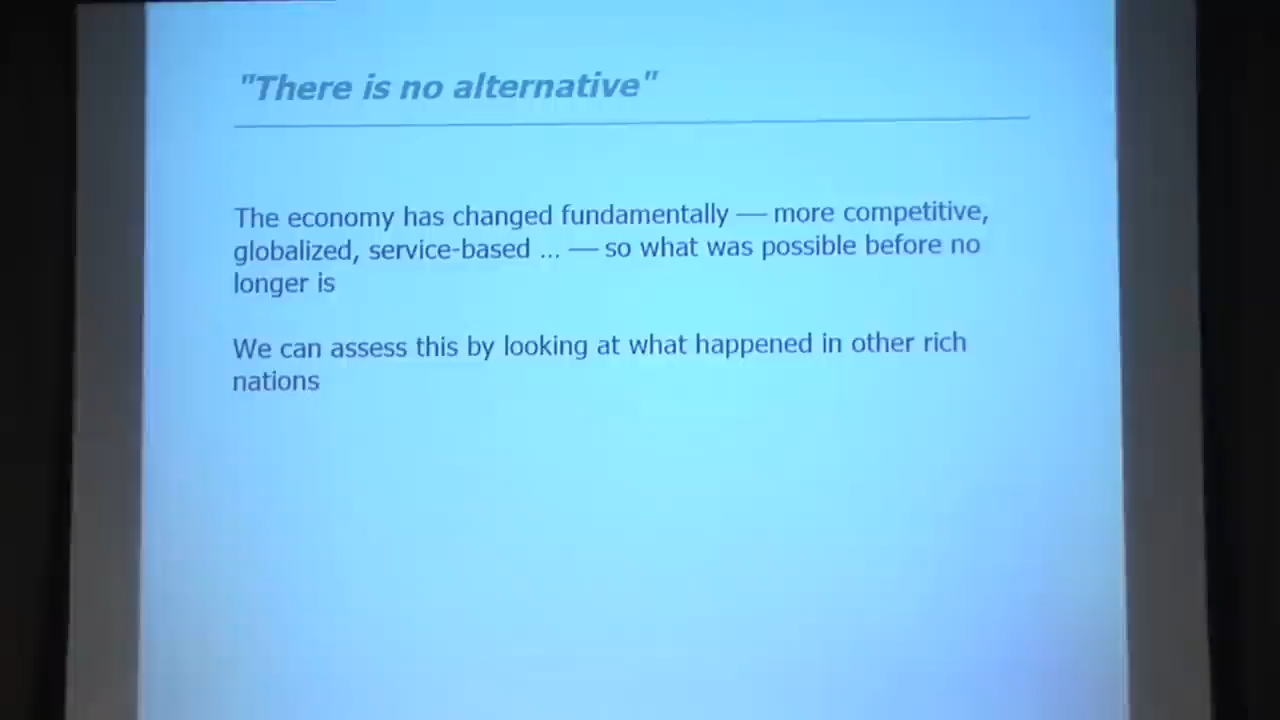 "There is no alternative"
The economy has changed fundamentally — more competitive,
globalized, service-based ... — so what was possible before no
longer is
We can assess this by looking at what happened in other rich
nations